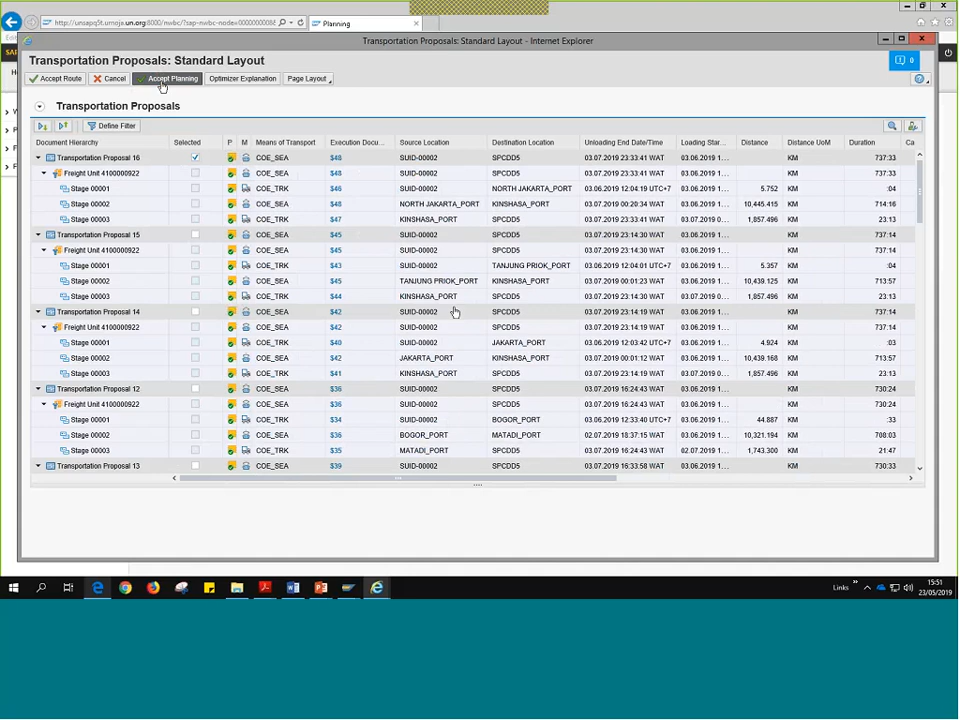 http://unsapq5t.umoja.un.org:8000/nwbc/?sap-nwbc-node=
Planning
Transportation Proposals: Standard Layout - Internet Explorer
Transportation Proposals: Standard Layout
0
Accept Route Cancel Accept Planning Optimizer Explanation Page Layout
Transportation Proposals
Define Filter
Document Hierarchy Selected P M Means of Transport Execution Docu... Source Location Destination Location Unloading End Date/Time Loading Star... Distance Distance UoM Duration Ca
Transportation Proposal 16 COE_SEA $48 SUID-00002 SPCDD5 03.07.2019 23:33:41 WAT 03.06.2019 1... KM 737:33
Freight Unit 4100000922 COE_SEA $48 SUID-00002 SPCDD5 03.07.2019 23:33:41 WAT 03.06.2019 1... KM 737:33
Stage 00001 COE_TRK $46 SUID-00002 NORTH JAKARTA_PORT 03.06.2019 12:04:19 UTC+7 03.06.2019 1... 5.752 KM :04
Stage 00002 COE_SEA $48 NORTH JAKARTA_PORT KINSHASA_PORT 03.07.2019 00:20:34 WAT 03.06.2019 1... 10,445.415 KM 714:16
Stage 00003 COE_TRK $47 KINSHASA_PORT SPCDD5 03.07.2019 23:33:41 WAT 03.07.2019 0... 1,857.496 KM 23:13
Transportation Proposal 15 COE_SEA $45 SUID-00002 SPCDD5 03.07.2019 23:14:30 WAT 03.06.2019 1... KM 737:14
Freight Unit 4100000922 COE_SEA $45 SUID-00002 SPCDD5 03.07.2019 23:14:30 WAT 03.06.2019 1... KM 737:14
Stage 00001 COE_TRK $43 SUID-00002 TANJUNG PRIOK_PORT 03.06.2019 12:04:01 UTC+7 03.06.2019 1... 5.357 KM :04
Stage 00002 COE_SEA $45 TANJUNG PRIOK_PORT KINSHASA_PORT 03.07.2019 00:01:23 WAT 03.06.2019 1... 10,439.125 KM 713:57
Stage 00003 COE_TRK $44 KINSHASA_PORT SPCDD5 03.07.2019 23:14:30 WAT 03.07.2019 0... 1,857.496 KM 23:13
Transportation Proposal 14 COE_SEA $42 SUID-00002 SPCDD5 03.07.2019 23:14:19 WAT 03.06.2019 1... KM 737:14
Freight Unit 4100000922 COE_SEA $42 SUID-00002 SPCDD5 03.07.2019 23:14:19 WAT 03.06.2019 1... KM 737:14
Stage 00001 COE_TRK $40 SUID-00002 JAKARTA_PORT 03.06.2019 12:03:42 UTC+7 03.06.2019 1... 4.924 KM :03
Stage 00002 COE_SEA $42 JAKARTA_PORT KINSHASA_PORT 03.07.2019 00:01:12 WAT 03.06.2019 1... 10,439.168 KM 713:57
Stage 00003 COE_TRK $41 KINSHASA_PORT SPCDD5 03.07.2019 23:14:19 WAT 03.07.2019 0... 1,857.496 KM 23:13
Transportation Proposal 12 COE_SEA $36 SUID-00002 SPCDD5 03.07.2019 16:24:43 WAT 03.06.2019 1... KM 730:24
Freight Unit 4100000922 COE_SEA $36 SUID-00002 SPCDD5 03.07.2019 16:24:43 WAT 03.06.2019 1... KM 730:24
Stage 00001 COE_TRK $34 SUID-00002 BOGOR_PORT 03.06.2019 12:33:40 UTC+7 03.06.2019 1... 44.887 KM :33
Stage 00002 COE_SEA $36 BOGOR_PORT MATADI_PORT 02.07.2019 18:37:15 WAT 03.06.2019 1... 10,321.194 KM 708:03
Stage 00003 COE_TRK $35 MATADI_PORT SPCDD5 03.07.2019 16:24:43 WAT 02.07.2019 1... 1,743.300 KM 21:47
Transportation Proposal 13 COE_SEA $39 SUID-00002 SPCDD5 03.07.2019 16:33:58 WAT 03.06.2019 1... KM 730:33
Links
15:51
23/05/2019